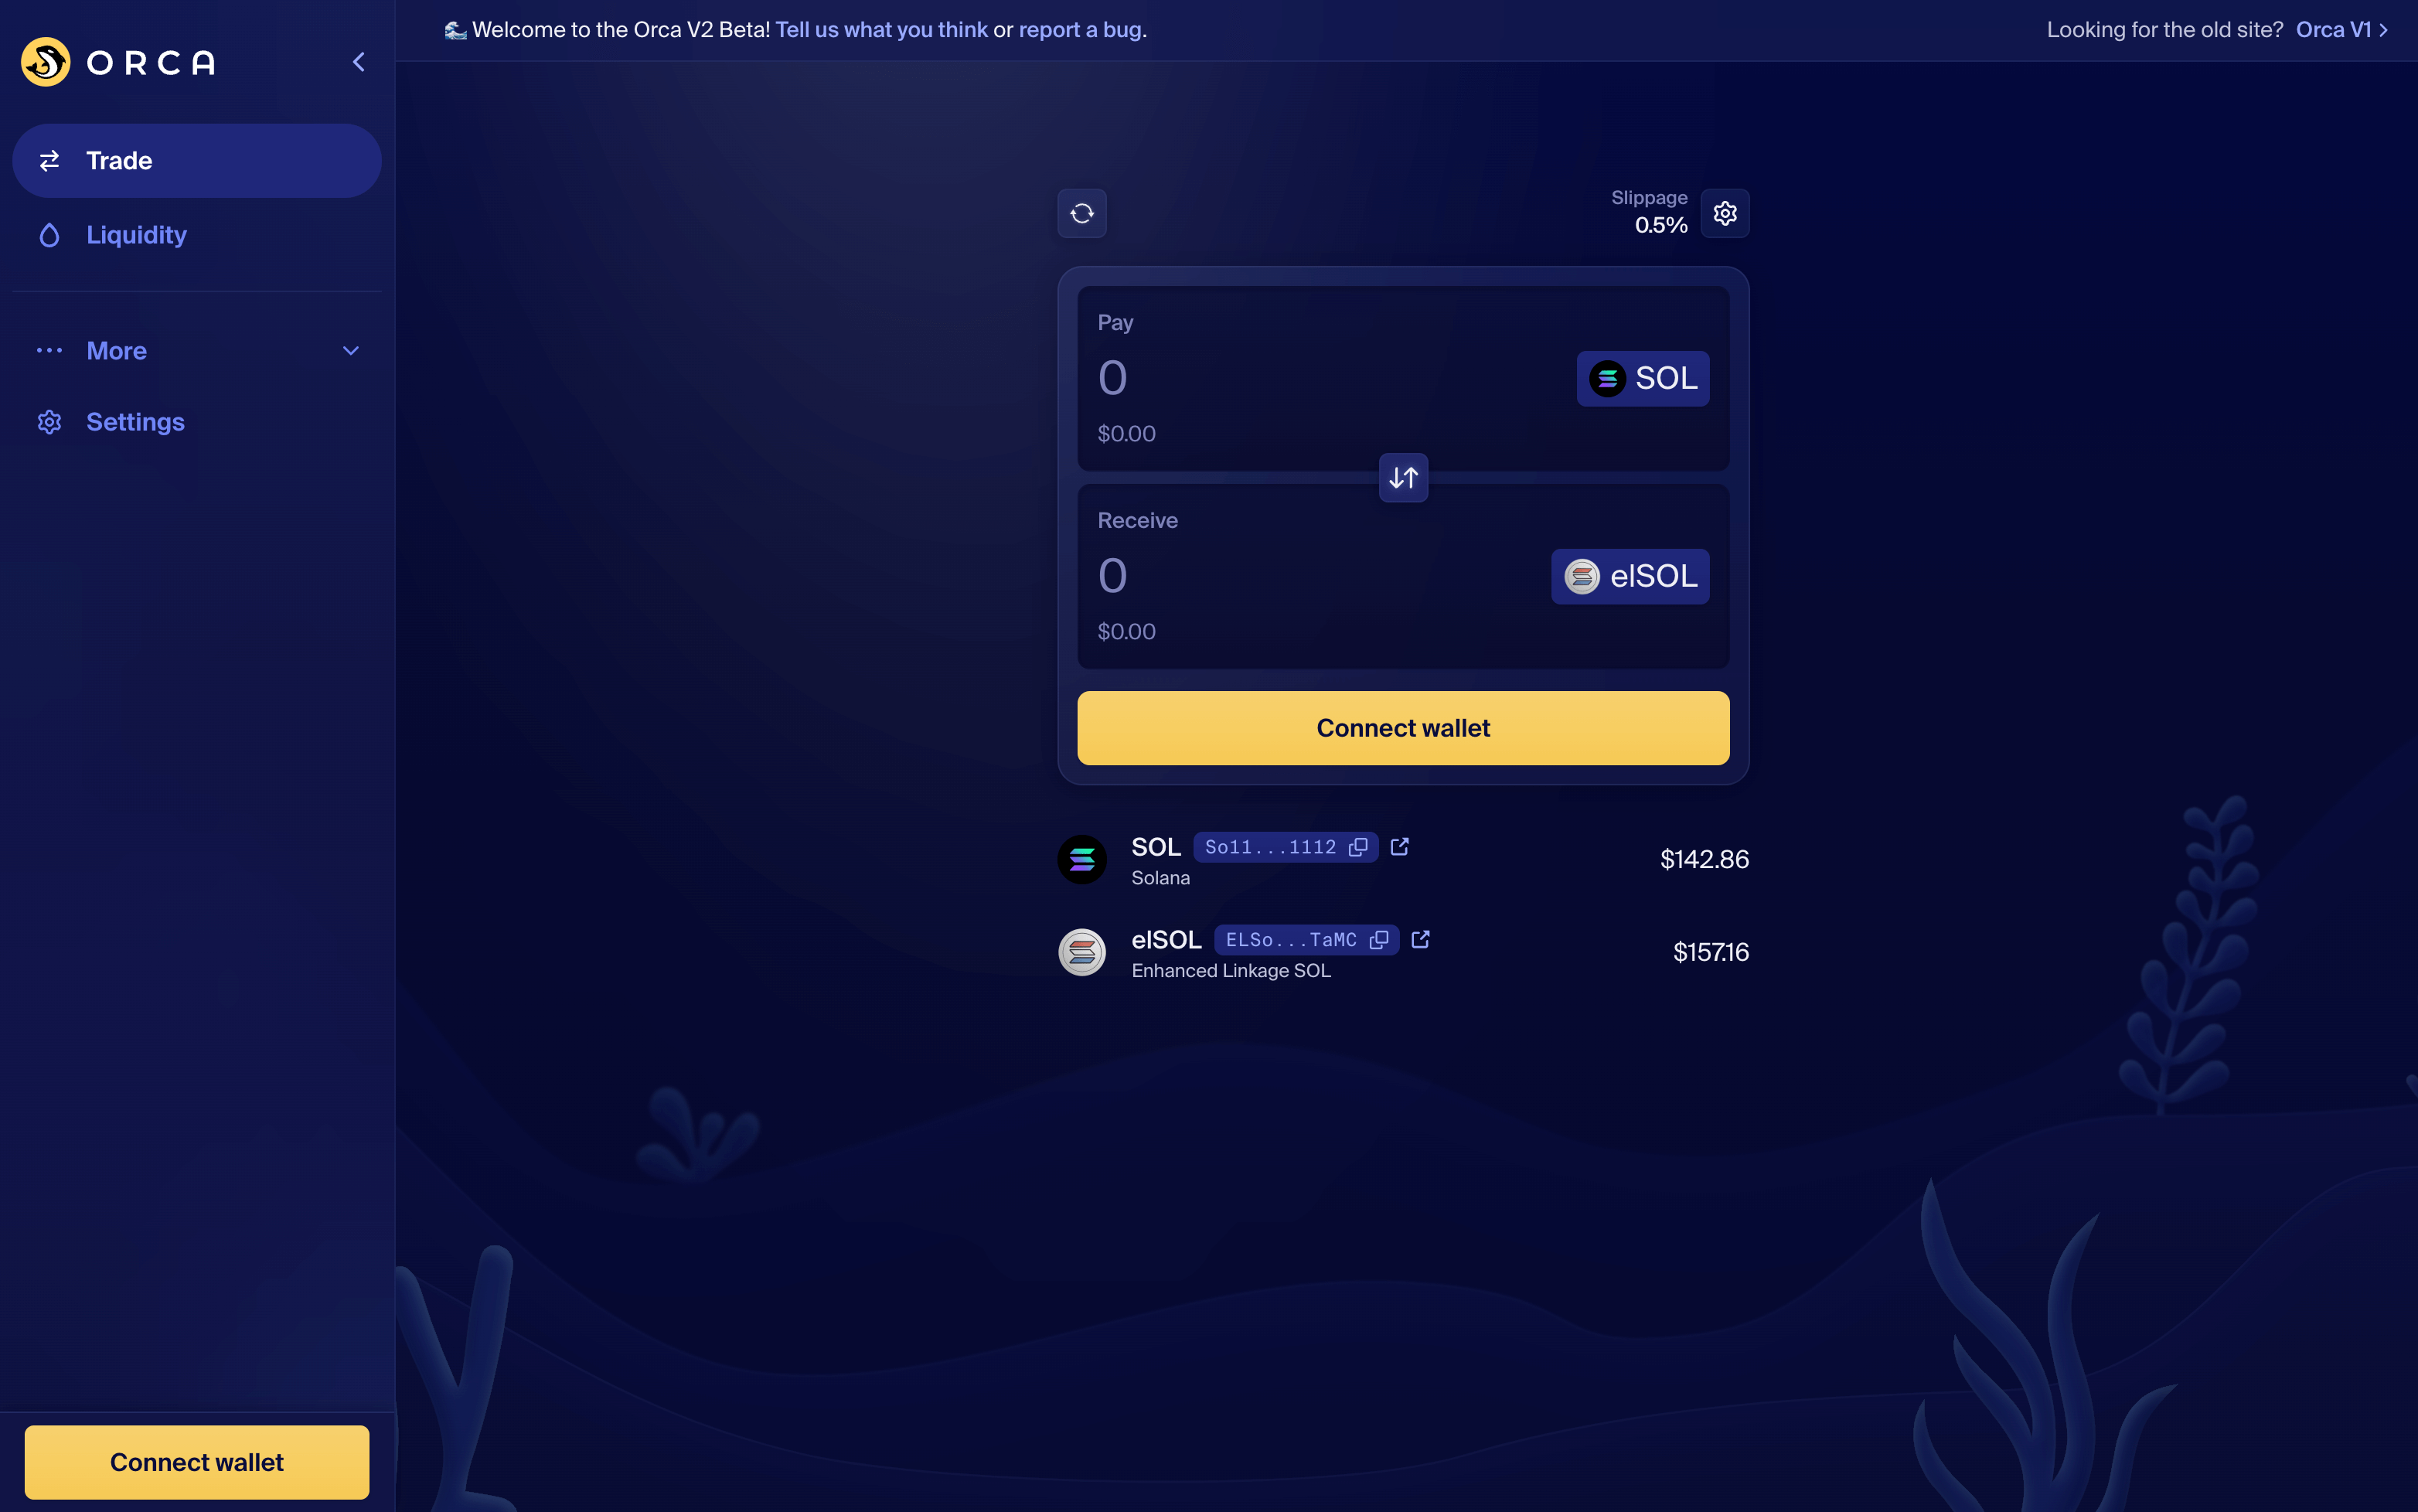 ORCA
Trade
Liquidity
More
Settings
Connect wallet
🌊 Welcome to the Orca V2 Beta! Tell us what you think or report a bug.
Looking for the old site? Orca V1
Slippage
0.5%
Pay
0
SOL
$0.00
Receive
0
elSOL
$0.00
Connect wallet
SOL So11...1112
Solana
$142.86
elSOL ELSo...TaMC
Enhanced Linkage SOL
$157.16